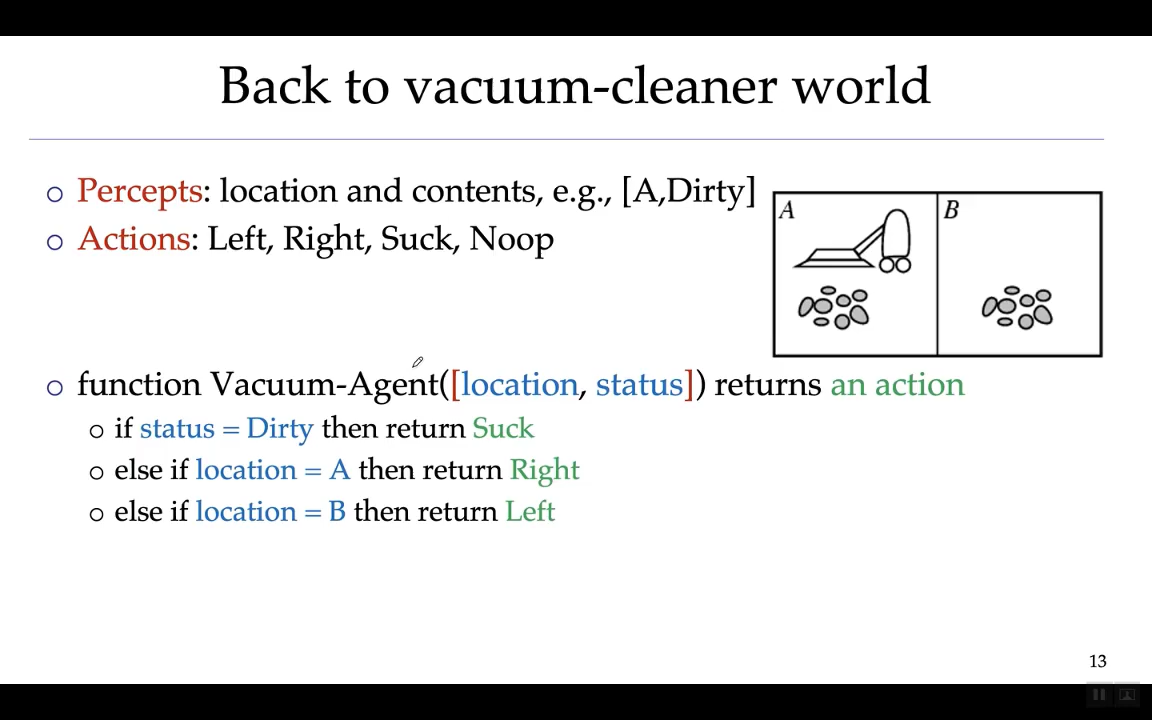 Back to vacuum-cleaner world
Percepts: location and contents, e.g., [A,Dirty]
Actions: Left, Right, Suck, Noop
A
B
function Vacuum-Agent([location, status]) returns an action
if status = Dirty then return Suck
else if location = A then return Right
else if location = B then return Left
13